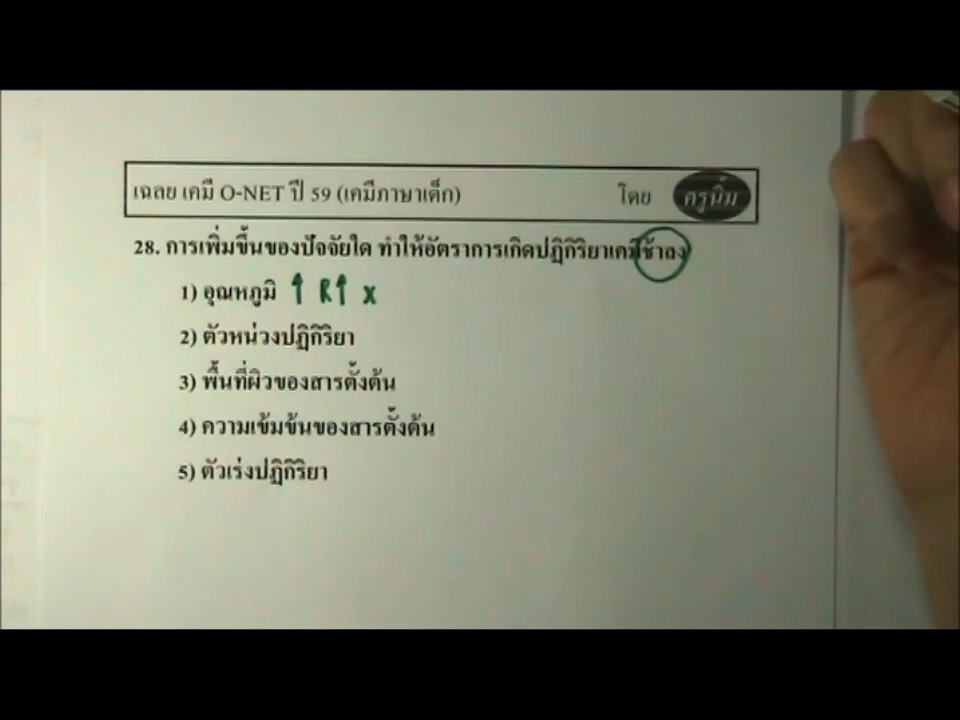 เฉลย เคมี O-NET ปี 59 (เคมีภาษาเด็ก) โดย ครูนิ่ม
28. การเพิ่มขึ้นของปัจจัยใด ทำให้อัตราการเกิดปฏิกิริยาเคมีช้าลง
1) อุณหภูมิ ↑ R↑ x
2) ตัวหน่วงปฏิกิริยา
3) พื้นที่ผิวของสารตั้งต้น
4) ความเข้มข้นของสารตั้งต้น
5) ตัวเร่งปฏิกิริยา